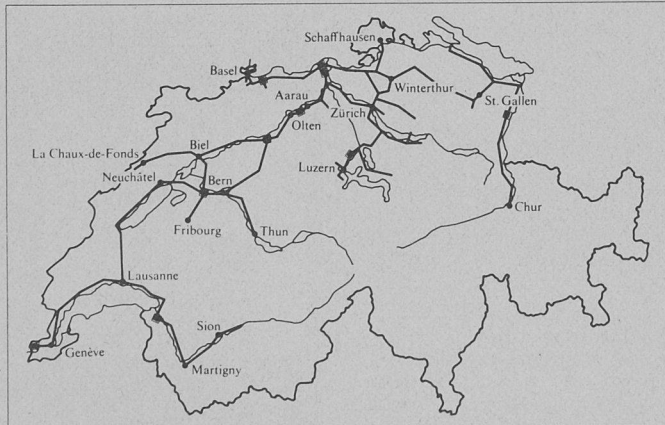 Schaffhausen
Basel
Winterthur
Aarau
Zürich
St. Gallen
Olten
La Chaux-de-Fonds
Biel
Luzern
Neuchâtel
Bern
Chur
Fribourg
Thun
Lausanne
Sion
Genève
Martigny